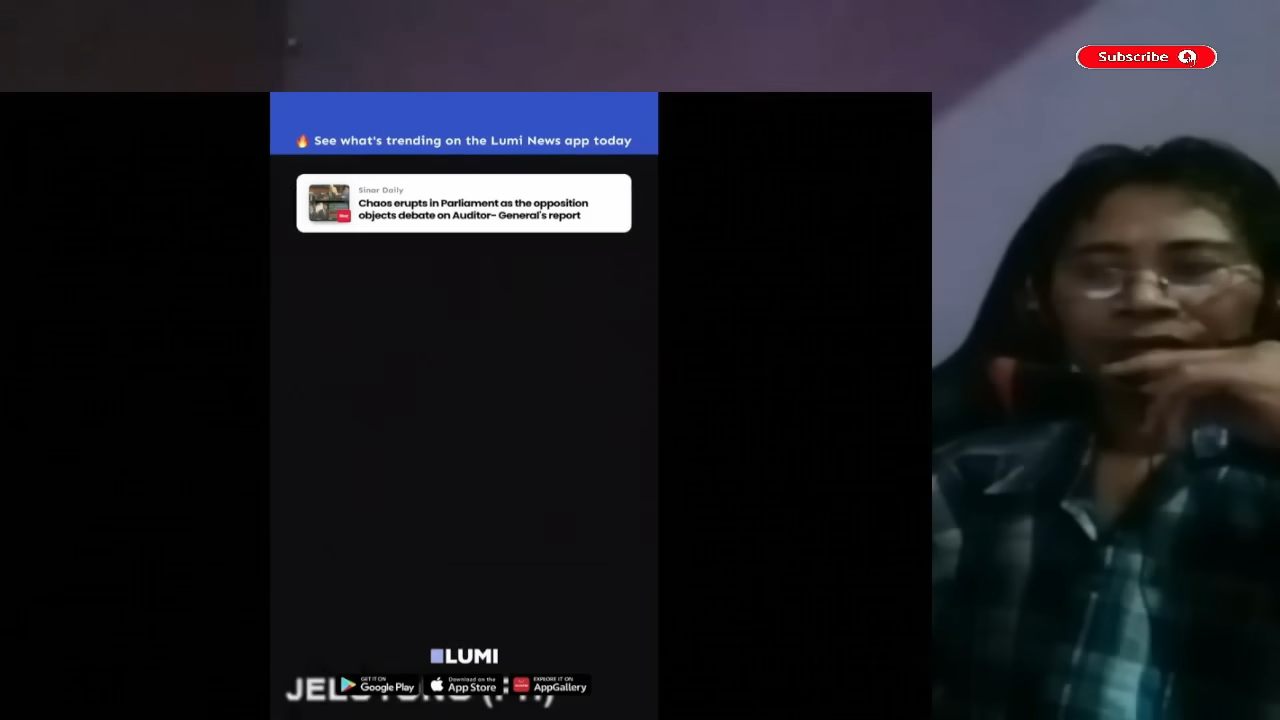 Subscribe
🔥 See what's trending on the Lumi News app today
Sinar Daily
Chaos erupts in Parliament as the opposition
objects debate on Auditor- General's report
LUMI
GET IT ON
Google Play
Download on the
App Store
EXPLORE IT ON
AppGallery